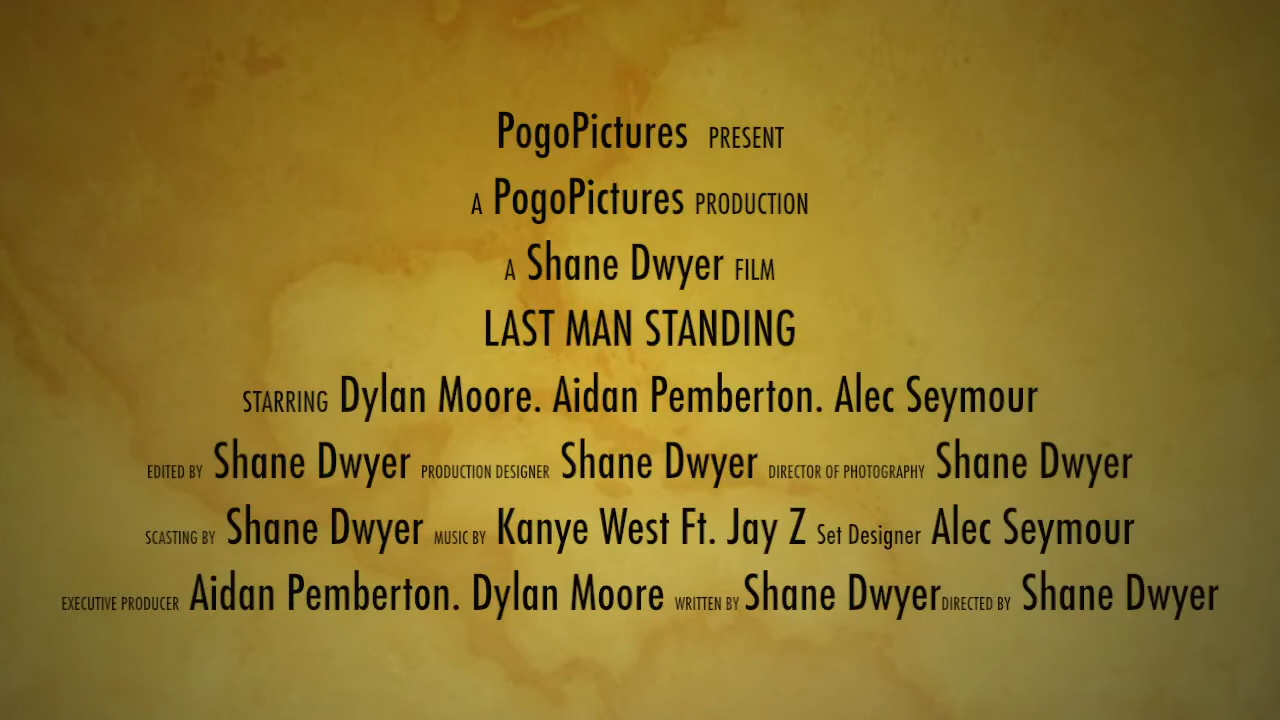 PogoPictures PRESENT
A PogoPictures PRODUCTION
A Shane Dwyer FILM
LAST MAN STANDING
STARRING Dylan Moore. Aidan Pemberton. Alec Seymour
EDITED BY Shane Dwyer PRODUCTION DESIGNER Shane Dwyer DIRECTOR OF PHOTOGRAPHY Shane Dwyer
SCASTING BY Shane Dwyer MUSIC BY Kanye West Ft. Jay Z Set Designer Alec Seymour
EXECUTIVE PRODUCER Aidan Pemberton. Dylan Moore WRITTEN BY Shane DwyerDIRECTED BY Shane Dwyer